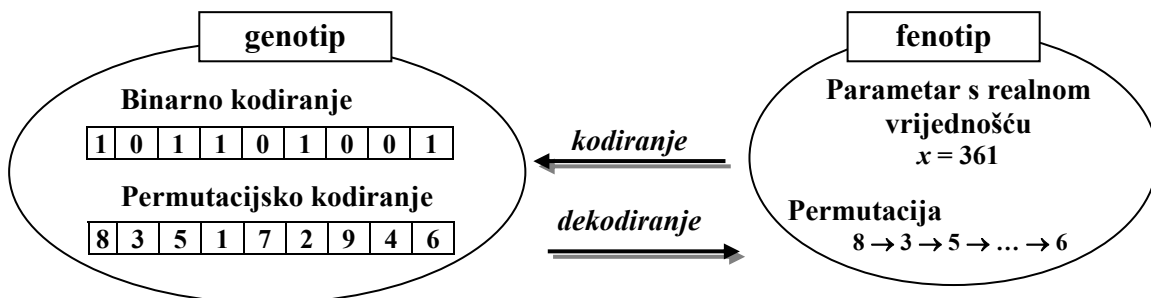 genotip
Binarno kodiranje
1 0 1 1 0 1 0 0 1
Permutacijsko kodiranje
8 3 5 1 7 2 9 4 6
kodiranje
dekodiranje
fenotip
Parametar s realnom
vrijednošću
x = 361
Permutacija
8 → 3 → 5 → … → 6